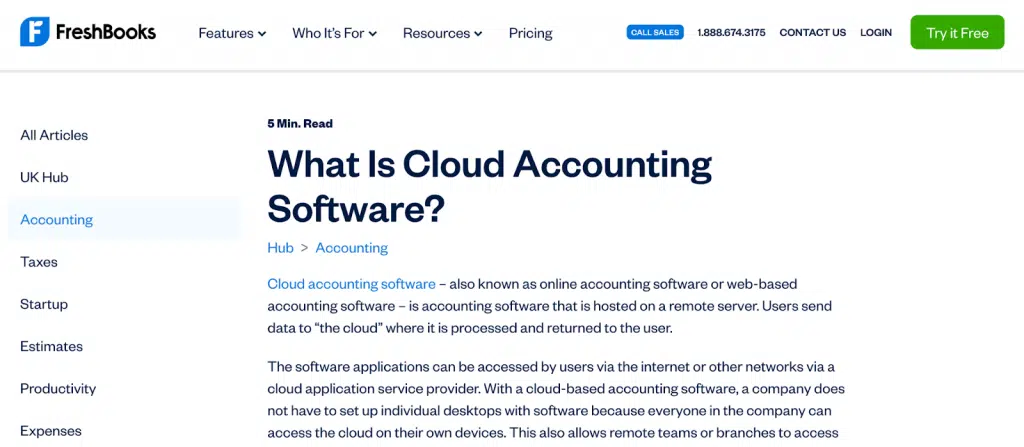 FreshBooks Features Who It's For Resources Pricing CALL SALES 1.888.674.3175 CONTACT US LOGIN Try it Free
All Articles
UK Hub
Accounting
Taxes
Startup
Estimates
Productivity
Expenses
5 Min. Read
What Is Cloud Accounting
Software?
Hub > Accounting
Cloud accounting software – also known as online accounting software or web-based
accounting software – is accounting software that is hosted on a remote server. Users send
data to “the cloud” where it is processed and returned to the user.
The software applications can be accessed by users via the internet or other networks via a
cloud application service provider. With a cloud-based accounting software, a company does
not have to set up individual desktops with software because everyone in the company can
access the cloud on their own devices. This also allows remote teams or branches to access